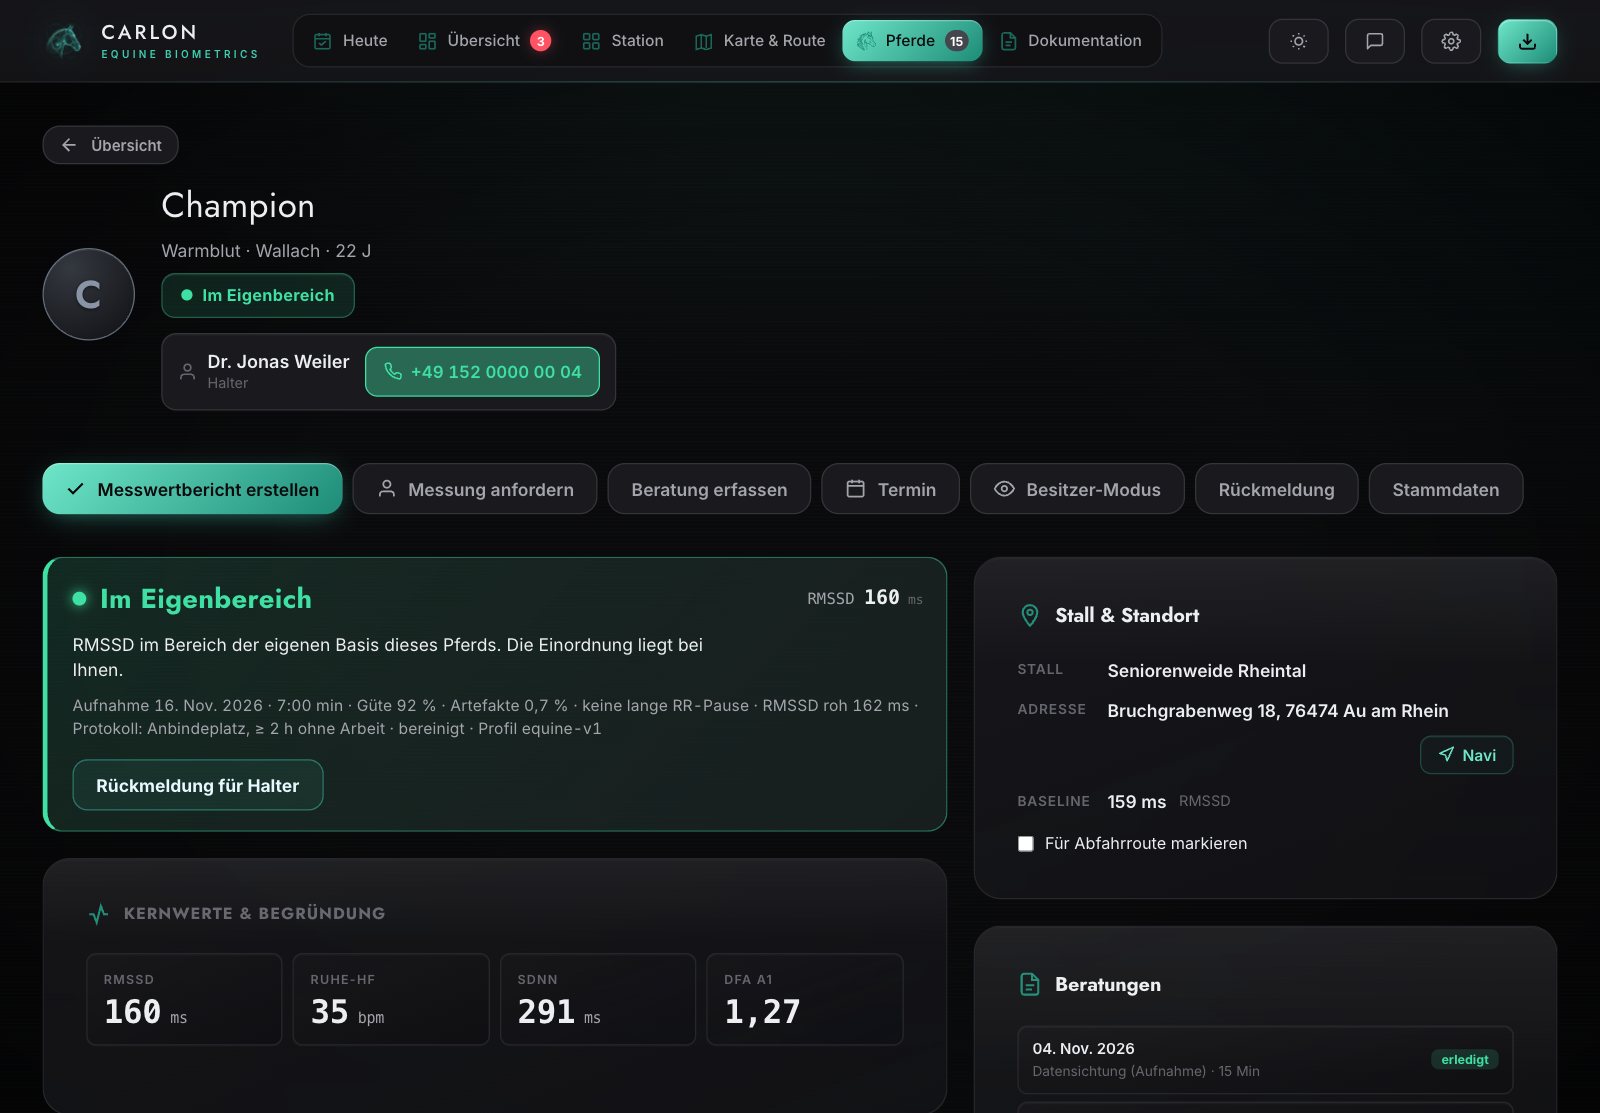 CARLON
EQUINE BIOMETRICS
Heute
Übersicht 3
Station
Karte & Route
Pferde 15
Dokumentation
Übersicht
Champion
Warmblut · Wallach · 22 J
C
Im Eigenbereich
Dr. Jonas Weiler
Halter
+49 152 0000 00 04
Messwertbericht erstellen
Messung anfordern
Beratung erfassen
Termin
Besitzer-Modus
Rückmeldung
Stammdaten
Im Eigenbereich
RMSSD 160 ms
RMSSD im Bereich der eigenen Basis dieses Pferds. Die Einordnung liegt bei
Ihnen.
Aufnahme 16. Nov. 2026 · 7:00 min · Güte 92 % · Artefakte 0,7 % · keine lange RR-Pause · RMSSD roh 162 ms ·
Protokoll: Anbindeplatz, ≥ 2 h ohne Arbeit · bereinigt · Profil equine-v1
Rückmeldung für Halter
KERNWERTE & BEGRÜNDUNG
RMSSD
160 ms
RUHE-HF
35 bpm
SDNN
291 ms
DFA A1
1,27
Stall & Standort
STALL Seniorenweide Rheintal
ADRESSE Bruchgrabenweg 18, 76474 Au am Rhein
Navi
BASELINE 159 ms RMSSD
Für Abfahrroute markieren
Beratungen
04. Nov. 2026
Datensichtung (Aufnahme) · 15 Min
erledigt